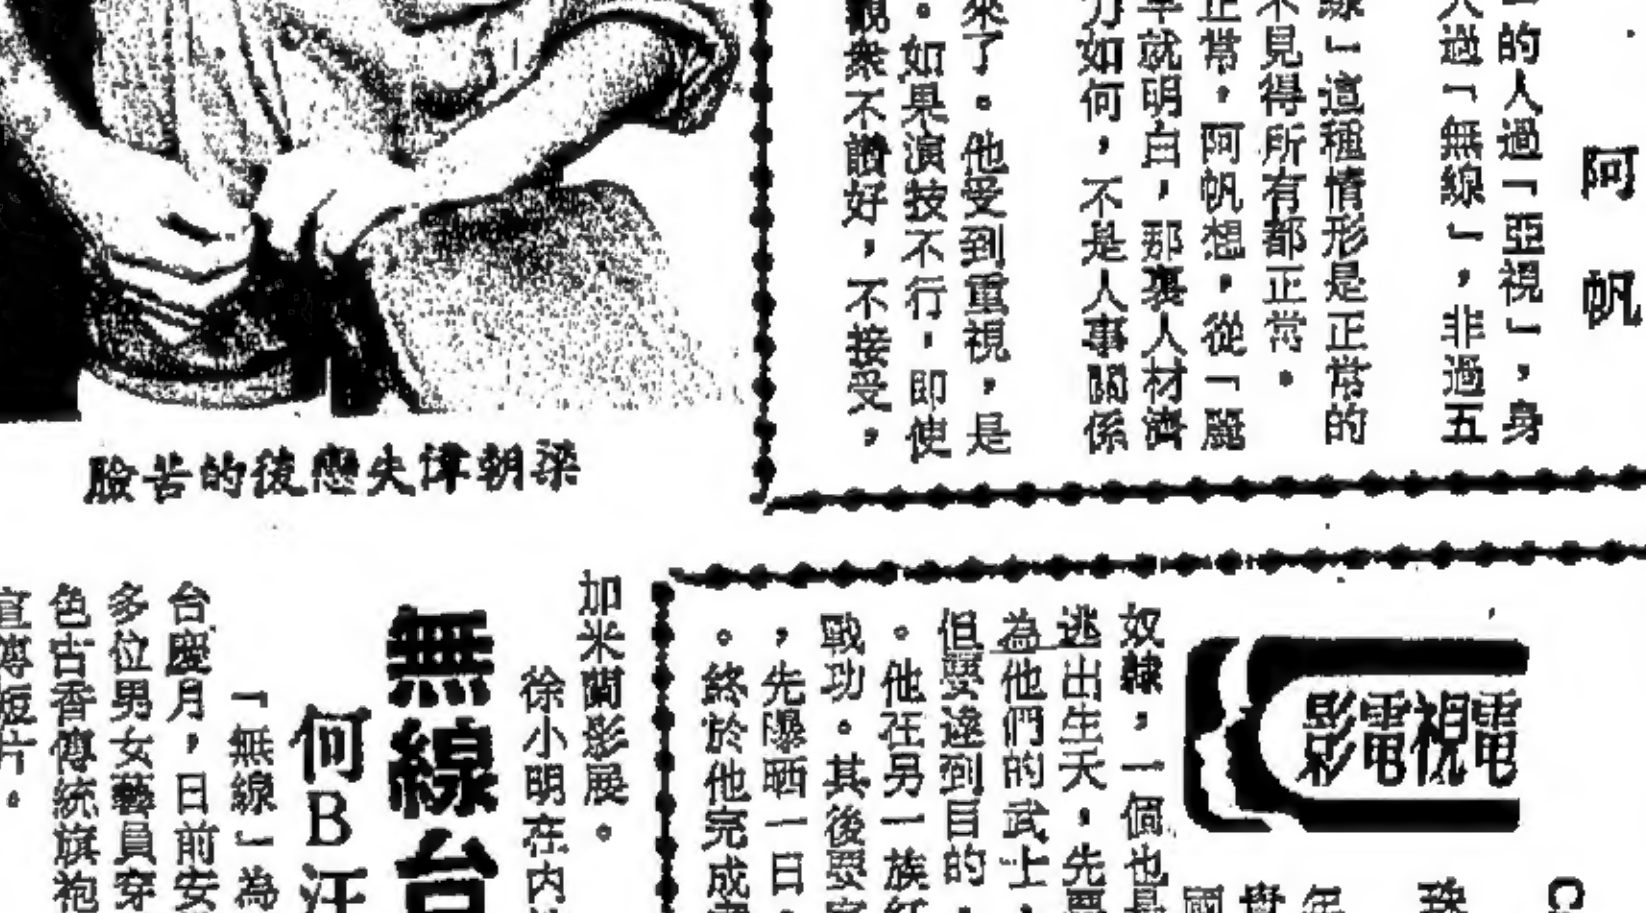 阿帆
的人過「亞視」，身
過「無線」，非過五
線」這種情形是正常的
不見得所有都正常。
正常，阿帆想，從「麗
就明白，那裏人材濟
力如何，不是人事關係
來了。他受到重視，是
。如果演技不行，即使
觀衆不讚好，不接受，
梁朝偉失戀後的苦臉
電視電影
奴隸，一個也是
逃出生天，先要
為他們的武士，
但要達到目的，
。他在另一族
戰功。其後要
，先曝晒一日，
。終於他完成
加米蘭影展。
徐小明在内
無線台
何B汗
「無線」為
台慶月，日前安
多位男女藝員穿
色古香傳統旗袍
宣傳短片。